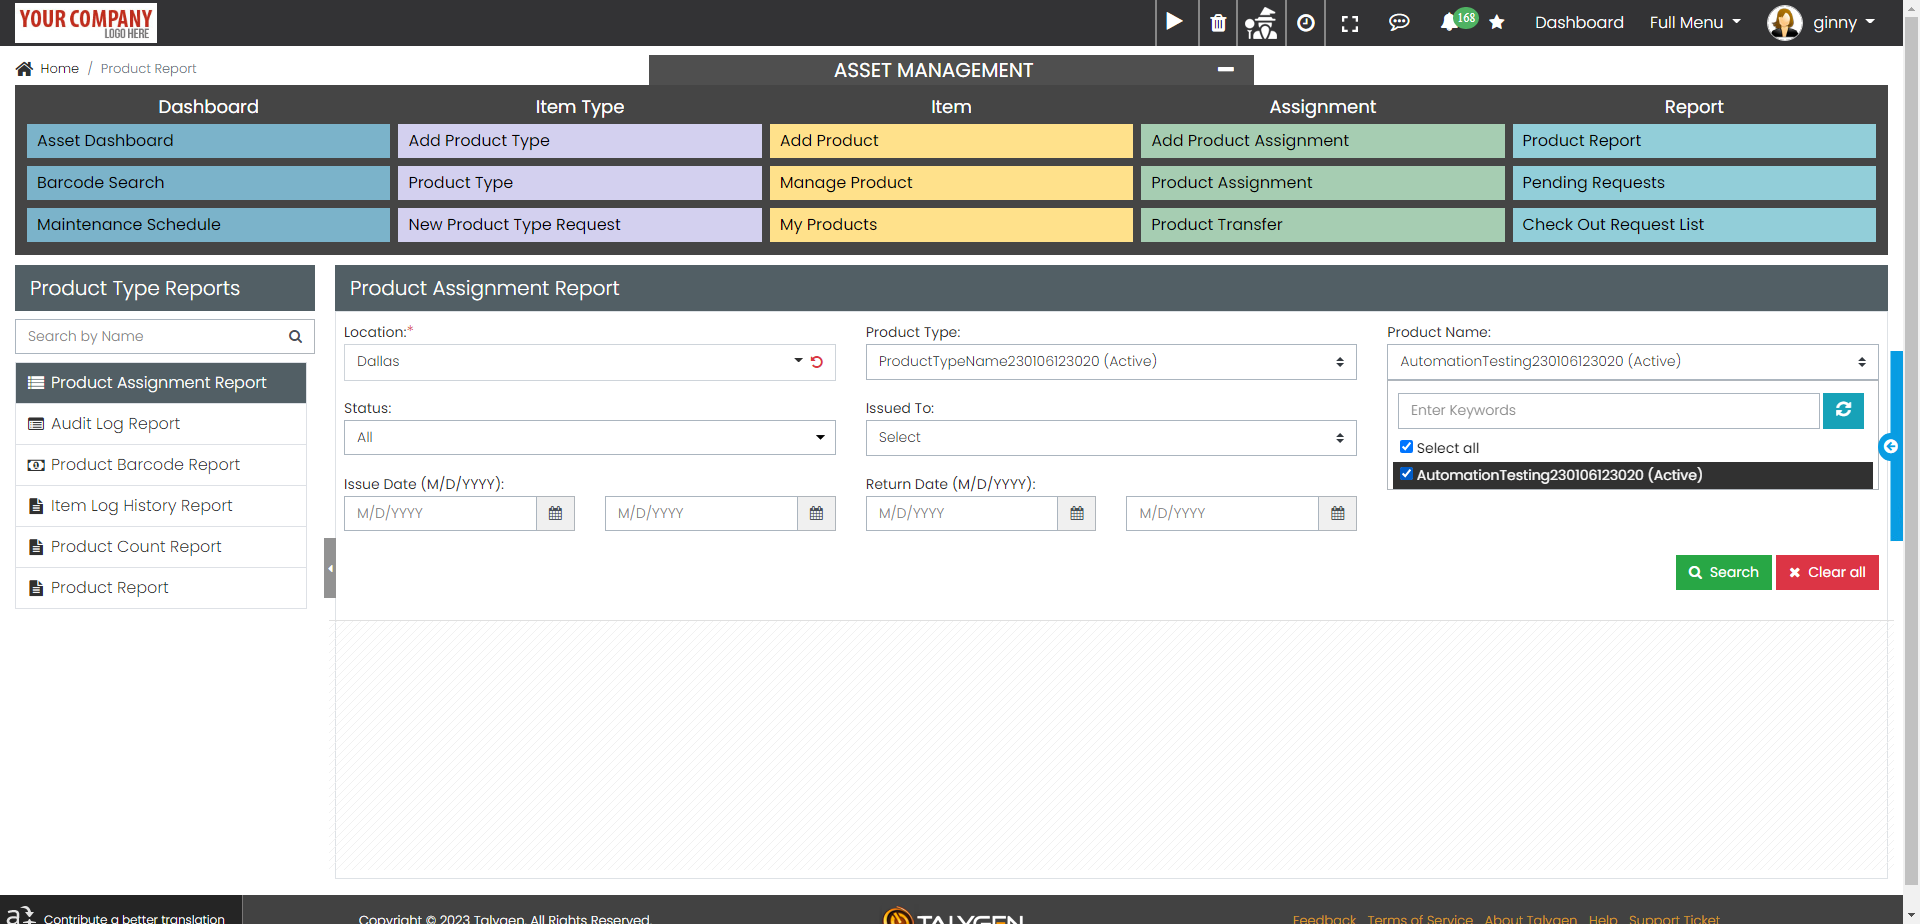 YOUR COMPANY
LOGO HERE
168
Dashboard
Full Menu
ginny
Home / Product Report
ASSET MANAGEMENT
Dashboard
Item Type
Item
Assignment
Report
Asset Dashboard
Add Product Type
Add Product
Add Product Assignment
Product Report
Barcode Search
Product Type
Manage Product
Product Assignment
Pending Requests
Maintenance Schedule
New Product Type Request
My Products
Product Transfer
Check Out Request List
Product Type Reports
Search by Name
Product Assignment Report
Audit Log Report
Product Barcode Report
Item Log History Report
Product Count Report
Product Report
Product Assignment Report
Location:*
Dallas
Product Type:
ProductTypeName230106123020 (Active)
Product Name:
AutomationTesting230106123020 (Active)
Enter Keywords
Select all
AutomationTesting230106123020 (Active)
Status:
All
Issued To:
Select
Issue Date (M/D/YYYY):
M/D/YYYY
M/D/YYYY
Return Date (M/D/YYYY):
M/D/YYYY
M/D/YYYY
Search
Clear all
Contribute a better translation
Copyright © 2023 Talygen. All Rights Reserved.
TALYGEN
Feedback
Terms of Service
About Talygen
Help
Support Ticket